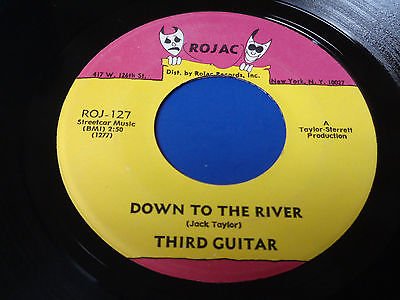 ROJAC
417 W. 126th St.
Dist. by Rojac Records, Inc.
New York, N. Y. 10027
ROJ-127
Streetcar Music
(BMI) 2:50
(1277)
A
Taylor-Sterrett
Production
DOWN TO THE RIVER
(Jack Taylor)
THIRD GUITAR